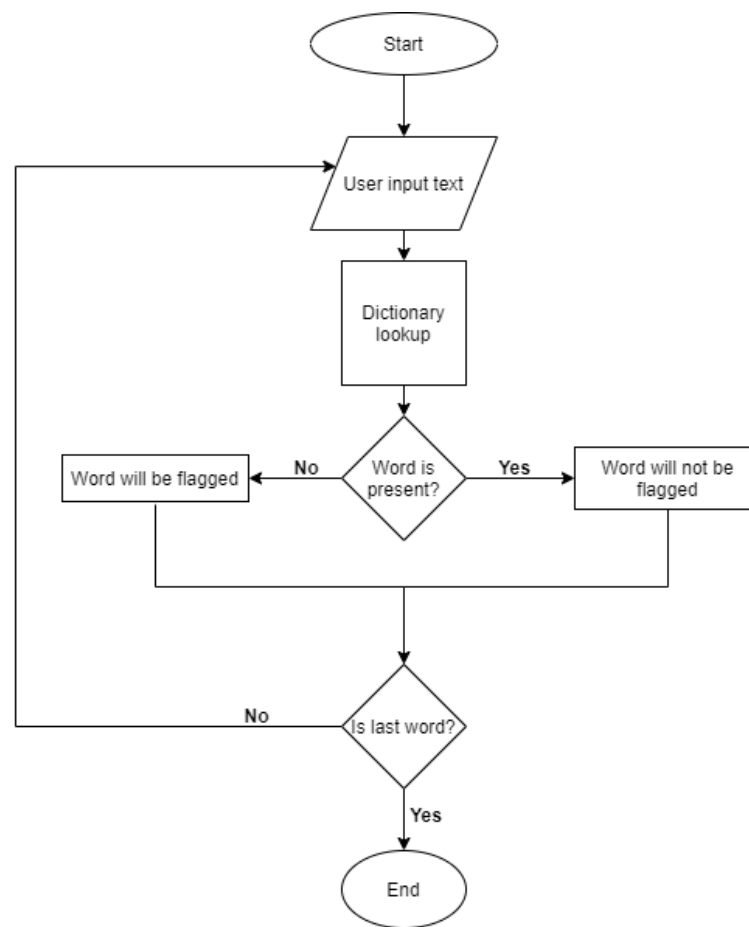 Start
User input text
Dictionary
lookup
Word will be flagged
No
Word is
present?
Yes
Word will not be
flagged
No
Is last word?
Yes
End